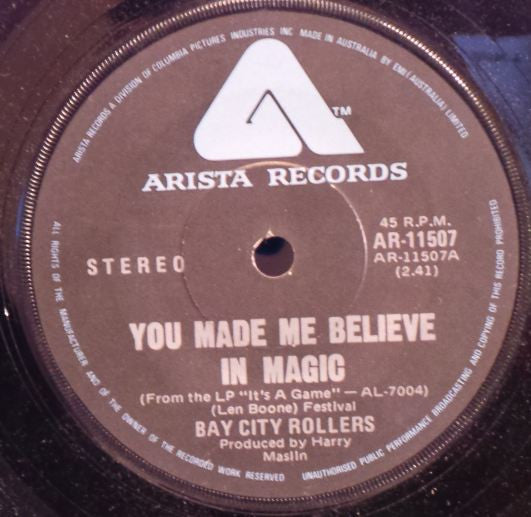 ARISTA RECORDS A DIVISION OF COLUMBIA PICTURES INDUSTRIES INC MADE IN AUSTRALIA BY EMI (AUSTRALIA) LIMITED
TM
ARISTA RECORDS
45 R.P.M.
AR-11507
AR-11507A
(2.41)
STEREO
YOU MADE ME BELIEVE
IN MAGIC
(From the LP "It's A Game" — AL-7004)
(Len Boone) Festival
BAY CITY ROLLERS
Produced by Harry
Maslin
ALL RIGHTS OF THE MANUFACTURER AND OF THE OWNER OF THE RECORDED WORK RESERVED
UNAUTHORISED PUBLIC PERFORMANCE BROADCASTING AND COPYING OF THIS RECORD PROHIBITED